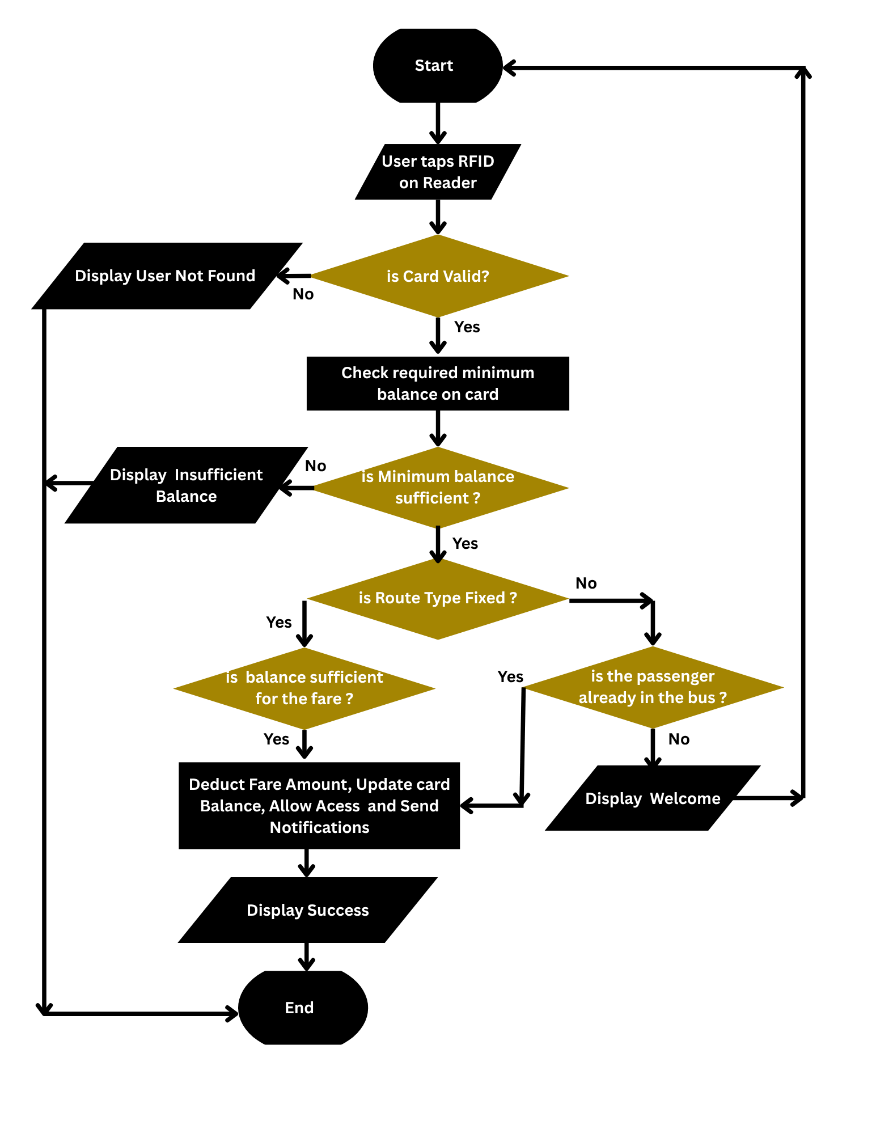 Start
User taps RFID
on Reader
is Card Valid?
Display User Not Found
No
Yes
Check required minimum
balance on card
is Minimum balance
sufficient ?
No
Display  Insufficient
Balance
Yes
is Route Type Fixed ?
No
Yes
is  balance sufficient
for the fare ?
Yes
is the passenger
already in the bus ?
Yes
No
Deduct Fare Amount, Update card
Balance, Allow Acess  and Send
Notifications
Display  Welcome
Display Success
End